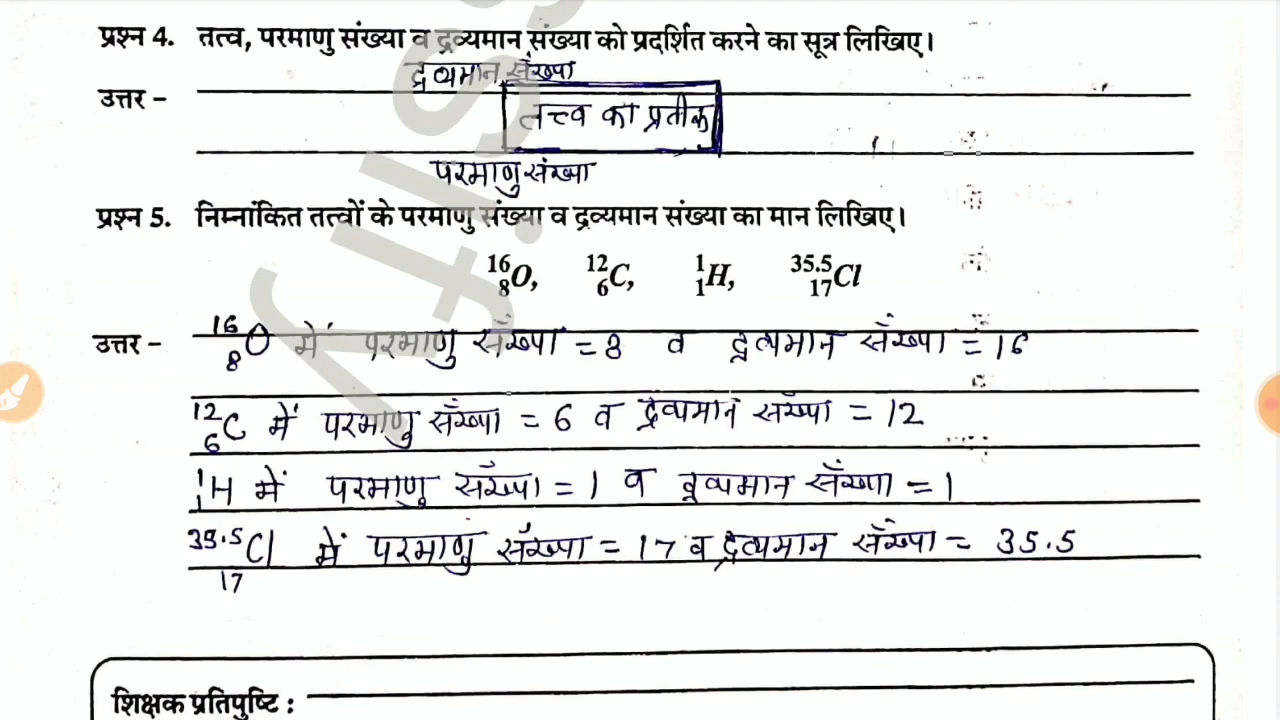 प्रश्न 4. तत्व, परमाणु संख्या व द्रव्यमान संख्या को प्रदर्शित करने का सूत्र लिखिए।
द्रव्यमान संख्या
उत्तर –
तत्त्व का प्रतीक
परमाणु संख्या
प्रश्न 5. निम्नांकित तत्वों के परमाणु संख्या व द्रव्यमान संख्या का मान लिखिए।
¹⁶₈O, ¹²₆C, ¹₁H, ³⁵·⁵₁₇Cl
उत्तर – ¹⁶₈O में परमाणु संख्या = 8 व द्रव्यमान संख्या = 16
¹²₆C में परमाणु संख्या = 6 व द्रव्यमान संख्या = 12
¹₁H में परमाणु संख्या = 1 व द्रव्यमान संख्या = 1
³⁵·⁵₁₇Cl में परमाणु संख्या = 17 व द्रव्यमान संख्या = 35.5
शिक्षक प्रतिपुष्टि :